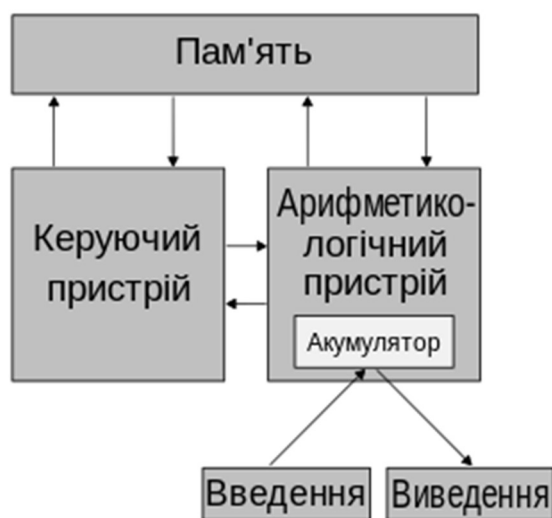 Пам'ять
Керуючий
пристрій
Арифметико-
логічний
пристрій
Акумулятор
Введення
Виведення